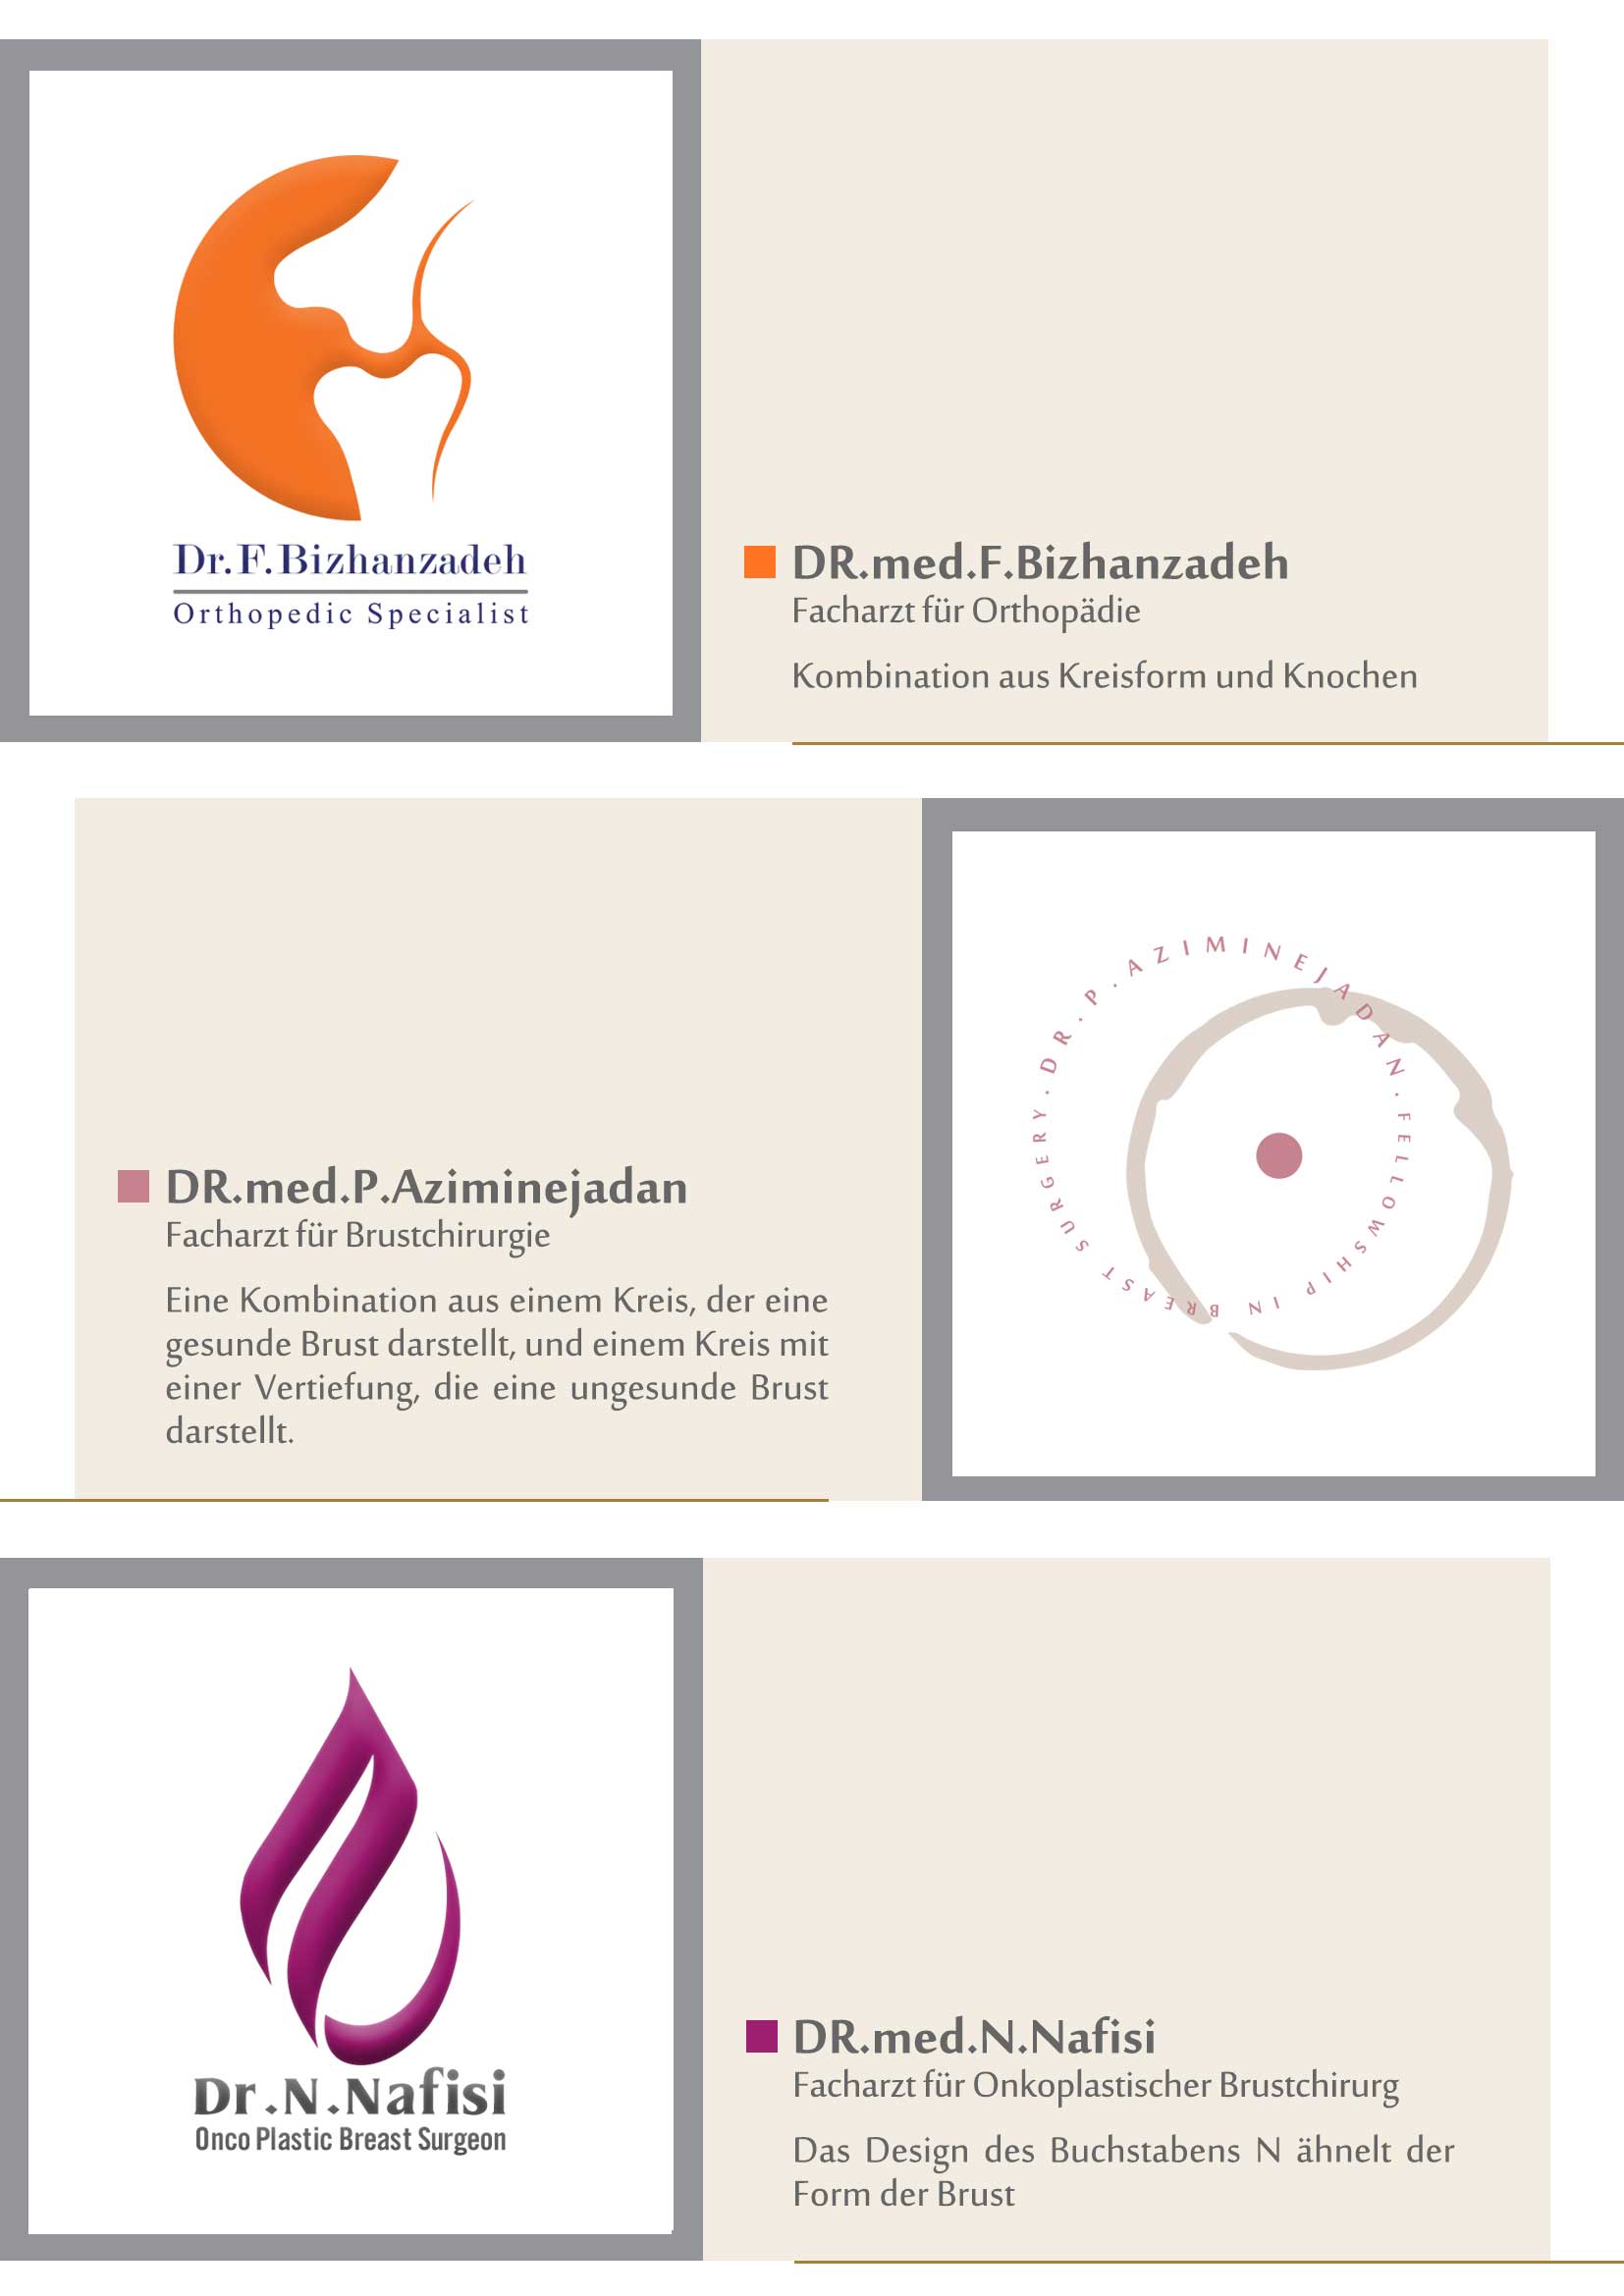 Dr.F.Bizhanzadeh
Orthopedic Specialist
DR.med.F.Bizhanzadeh
Facharzt für Orthopädie
Kombination aus Kreisform und Knochen
DR.med.P.Aziminejadan
Facharzt für Brustchirurgie
Eine Kombination aus einem Kreis, der eine
gesunde Brust darstellt, und einem Kreis mit
einer Vertiefung, die eine ungesunde Brust
darstellt.
DR.P.AZIMINEJADAN.FELLOWSHIP IN BREAST SURGERY.
Dr.N.Nafisi
Onco Plastic Breast Surgeon
DR.med.N.Nafisi
Facharzt für Onkoplastischer Brustchirurg
Das Design des Buchstabens N ähnelt der
Form der Brust